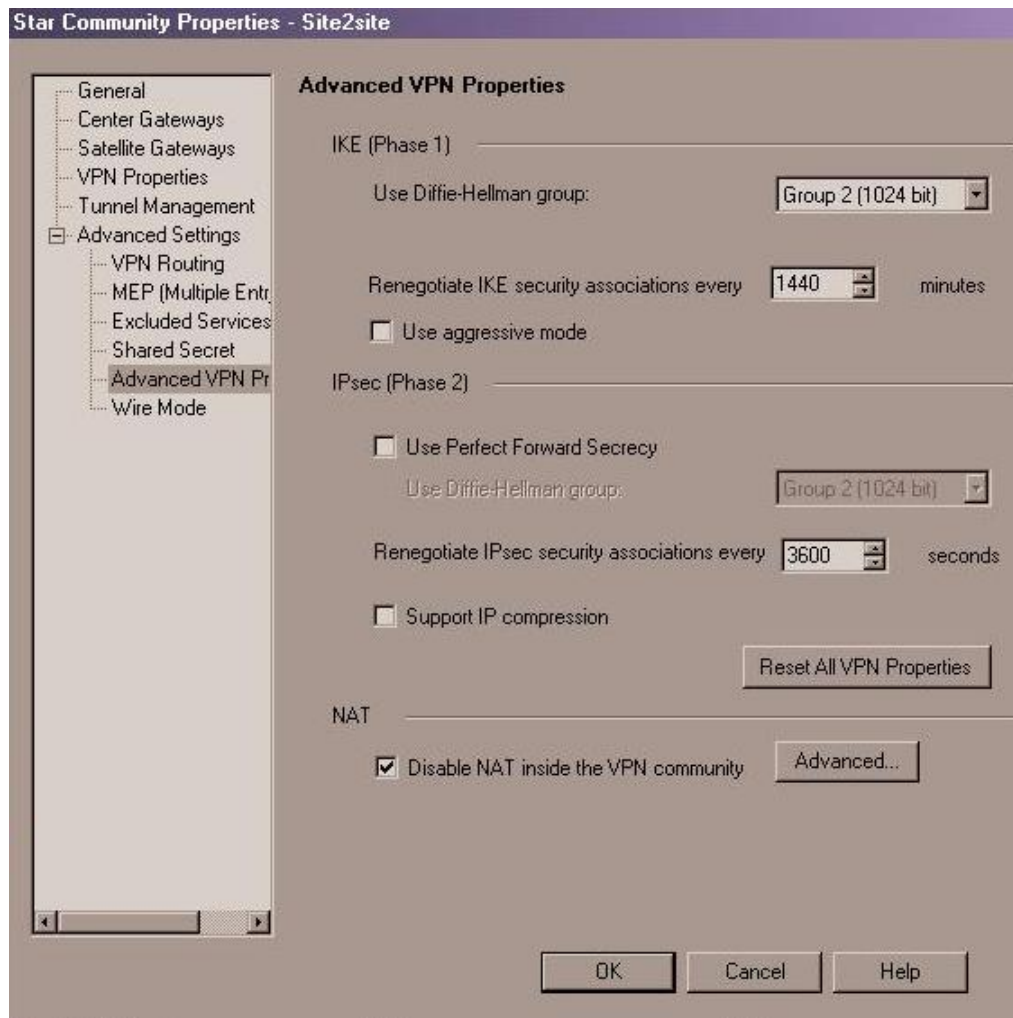 Star Community Properties - Site2site
General
Center Gateways
Satellite Gateways
VPN Properties
Tunnel Management
Advanced Settings
VPN Routing
MEP (Multiple Entr
Excluded Services
Shared Secret
Advanced VPN Pr
Wire Mode
Advanced VPN Properties
IKE (Phase 1)
Use Diffie-Hellman group: Group 2 (1024 bit)
Renegotiate IKE security associations every 1440 minutes
Use aggressive mode
IPsec (Phase 2)
Use Perfect Forward Secrecy
Use Diffie-Hellman group: Group 2 (1024 bit)
Renegotiate IPsec security associations every 3600 seconds
Support IP compression
Reset All VPN Properties
NAT
Disable NAT inside the VPN community Advanced...
OK Cancel Help